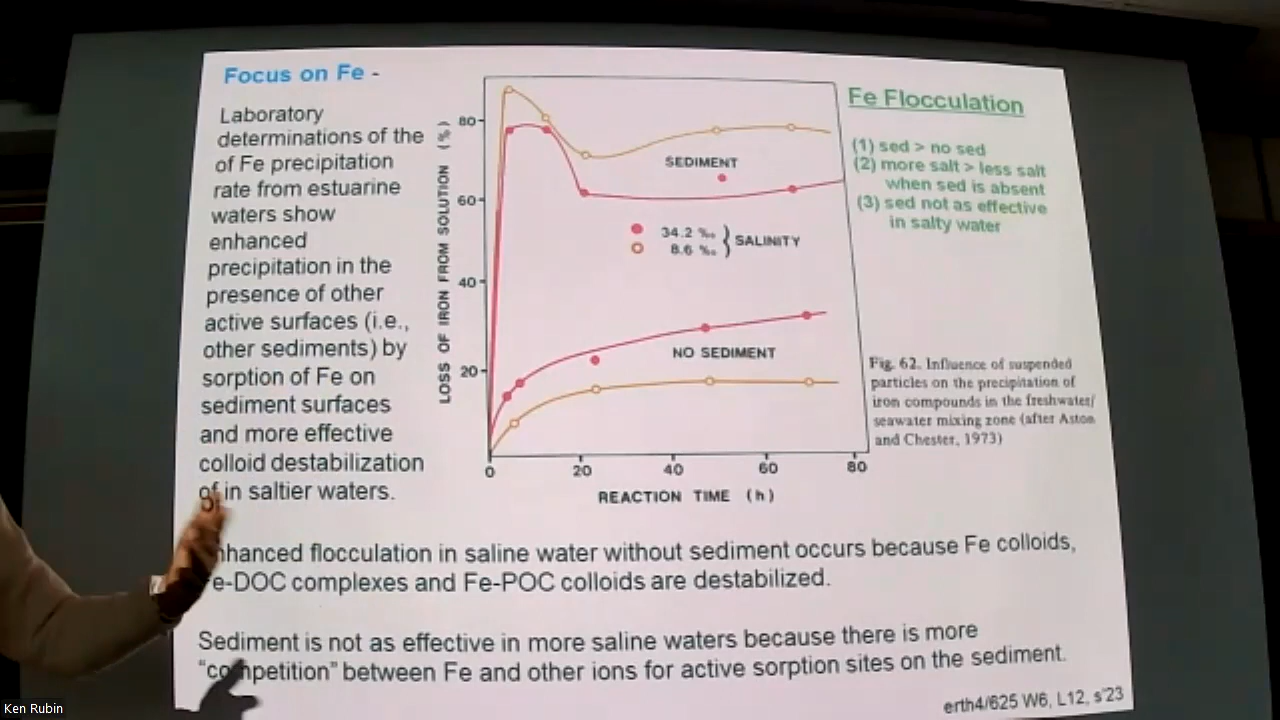 Focus on Fe -
Laboratory
determinations of the
of Fe precipitation
rate from estuarine
waters show
enhanced
precipitation in the
presence of other
active surfaces (i.e.,
other sediments) by
sorption of Fe on
sediment surfaces
and more effective
colloid destabilization
of in saltier waters.
LOSS OF IRON FROM SOLUTION (%)
80
60
40
20
SEDIMENT
34.2 ‰
8.6 ‰
} SALINITY
NO SEDIMENT
0 20 40 60 80
REACTION TIME (h)
Fe Flocculation
(1) sed > no sed
(2) more salt > less salt
when sed is absent
(3) sed not as effective
in salty water
Fig. 62. Influence of suspended
particles on the precipitation of
iron compounds in the freshwater/
seawater mixing zone (after Aston
and Chester, 1973)
nhanced flocculation in saline water without sediment occurs because Fe colloids,
e-DOC complexes and Fe-POC colloids are destabilized.
Sediment is not as effective in more saline waters because there is more
"competition" between Fe and other ions for active sorption sites on the sediment.
erth4/625 W6, L12, s'23
Ken Rubin